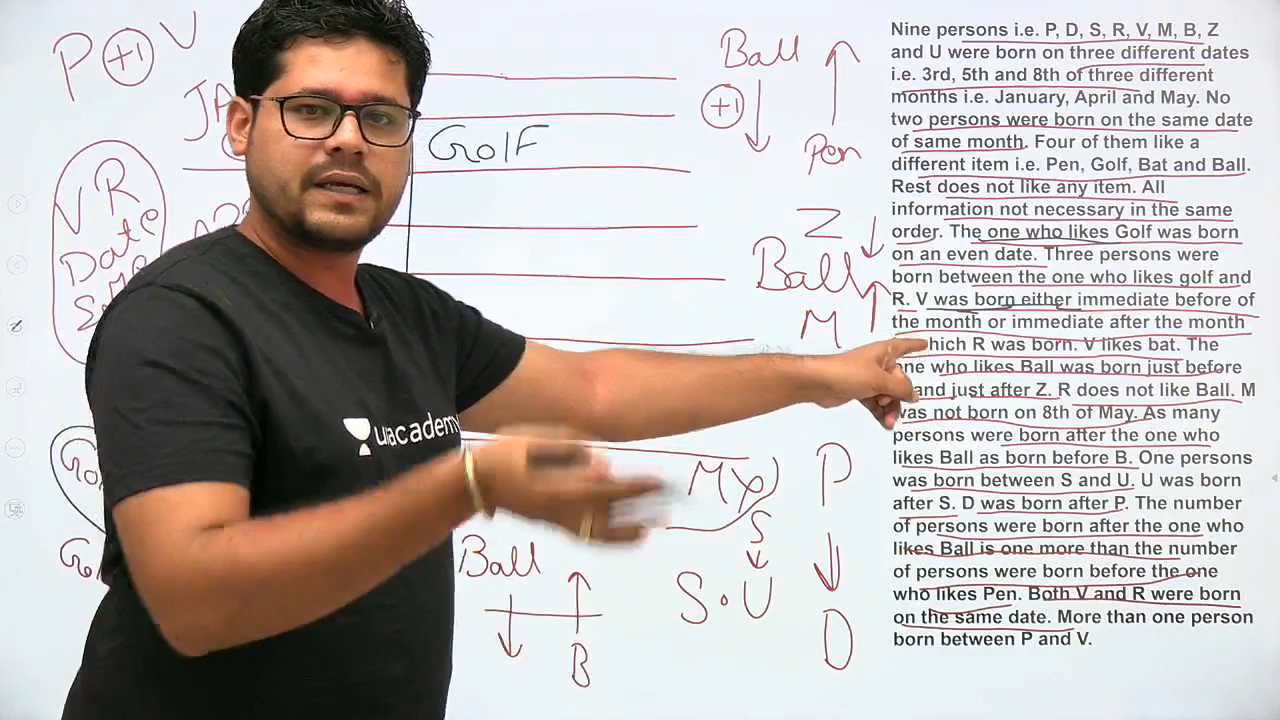 P +1 V
JA
V R
Date
GolF
Ball
+1
Pen
Z
Ball
M
unacademy
Ball
B
M
S
S . U
P
D
Nine persons i.e. P, D, S, R, V, M, B, Z
and U were born on three different dates
i.e. 3rd, 5th and 8th of three different
months i.e. January, April and May. No
two persons were born on the same date
of same month. Four of them like a
different item i.e. Pen, Golf, Bat and Ball.
Rest does not like any item. All
information not necessary in the same
order. The one who likes Golf was born
on an even date. Three persons were
born between the one who likes golf and
R. V was born either immediate before of
the month or immediate after the month
which R was born. V likes bat. The
one who likes Ball was born just before
and just after Z. R does not like Ball. M
was not born on 8th of May. As many
persons were born after the one who
likes Ball as born before B. One persons
was born between S and U. U was born
after S. D was born after P. The number
of persons were born after the one who
likes Ball is one more than the number
of persons were born before the one
who likes Pen. Both V and R were born
on the same date. More than one person
born between P and V.